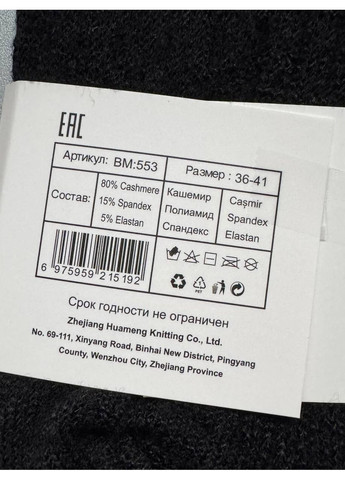 EAC
Артикул: BM:553 Размер : 36-41
Состав:
80% Cashmere
15% Spandex
5% Elastan
Кашемир
Полиамид
Спандекс
Caşmir
Spandex
Elastan
6 975959 215192
PET
Срок годности не ограничен
Zhejiang Huameng Knitting Co., Ltd.
No. 69-111, Xinyang Road, Binhai New District, Pingyang
County, Wenzhou City, Zhejiang Province